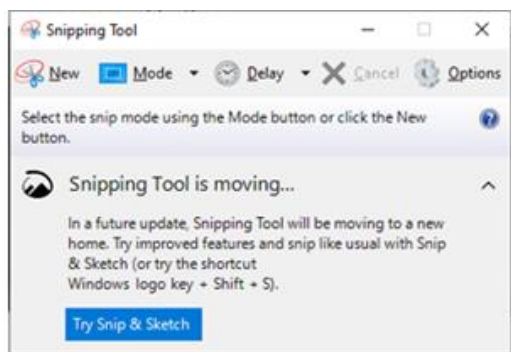 Snipping Tool
New Mode Delay Cancel Options
Select the snip mode using the Mode button or click the New
button.
Snipping Tool is moving...
In a future update, Snipping Tool will be moving to a new
home. Try improved features and snip like usual with Snip
& Sketch (or try the shortcut
Windows logo key + Shift + S).
Try Snip & Sketch